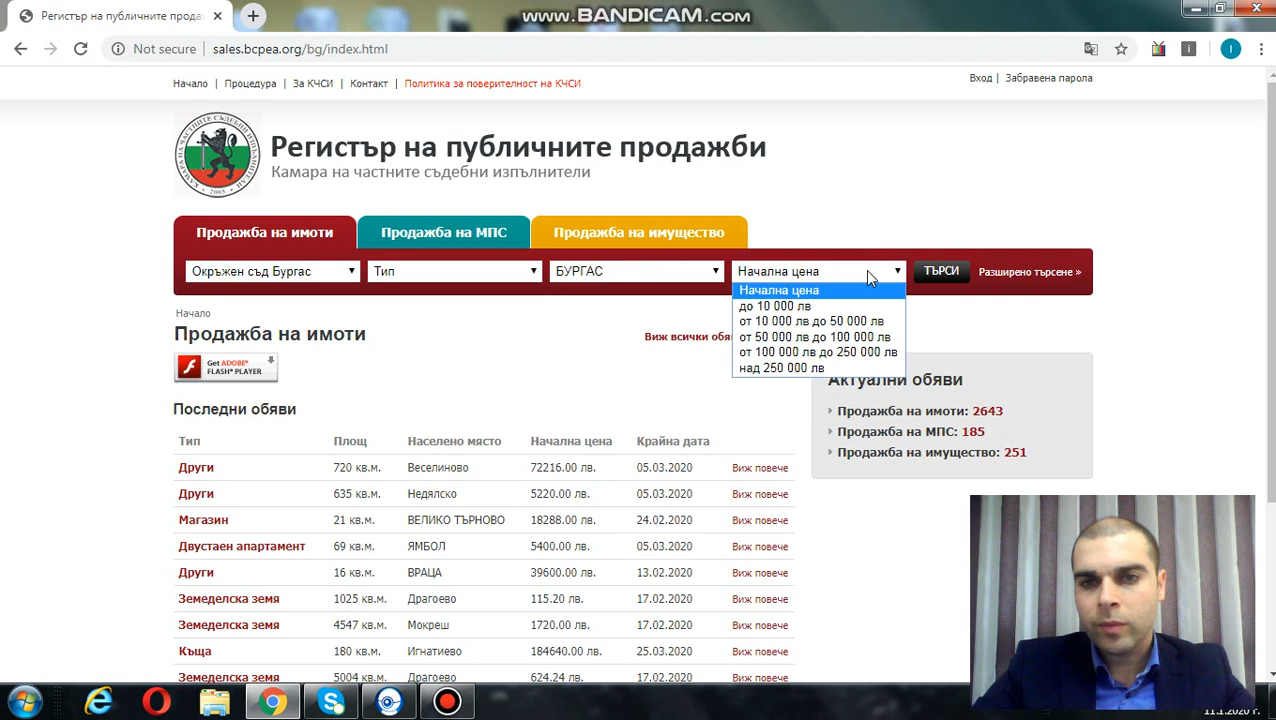 www.BANDICAM.com
Регистър на публичните прода
Not secure | sales.bcpea.org/bg/index.html
Начало | Процедура | За КЧСИ | Контакт | Политика за поверителност на КЧСИ
Вход | Забравена парола
КАМАРА НА ЧАСТНИТЕ СЪДЕБНИ ИЗПЪЛНИТЕЛИ
2005
Регистър на публичните продажби
Камара на частните съдебни изпълнители
Продажба на имоти Продажба на МПС Продажба на имущество
Окръжен съд Бургас Тип БУРГАС Начална цена ТЪРСИ Разширено търсене »
Начална цена
до 10 000 лв
от 10 000 лв до 50 000 лв
от 50 000 лв до 100 000 лв
от 100 000 лв до 250 000 лв
над 250 000 лв
Начало
Продажба на имоти
Виж всички обяв
Get ADOBE® FLASH® PLAYER
Актуални обяви
Продажба на имоти: 2643
Продажба на МПС: 185
Продажба на имущество: 251
Последни обяви
Тип Площ Населено място Начална цена Крайна дата
Други 720 кв.м. Веселиново 72216.00 лв. 05.03.2020 Виж повече
Други 635 кв.м. Недялско 5220.00 лв. 05.03.2020 Виж повече
Магазин 21 кв.м. ВЕЛИКО ТЪРНОВО 18288.00 лв. 24.02.2020 Виж повече
Двустаен апартамент 69 кв.м. ЯМБОЛ 5400.00 лв. 05.03.2020 Виж повече
Други 16 кв.м. ВРАЦА 39600.00 лв. 13.02.2020 Виж повече
Земеделска земя 1025 кв.м. Драгоево 115.20 лв. 17.02.2020 Виж повече
Земеделска земя 4547 кв.м. Мокреш 1720.00 лв. 17.02.2020 Виж повече
Къща 180 кв.м. Игнатиево 184640.00 лв. 25.03.2020 Виж повече
Земеделска земя 5004 кв.м. Драгоево 624.24 лв. 17.02.2020 Виж повече
11.1.2020 г.